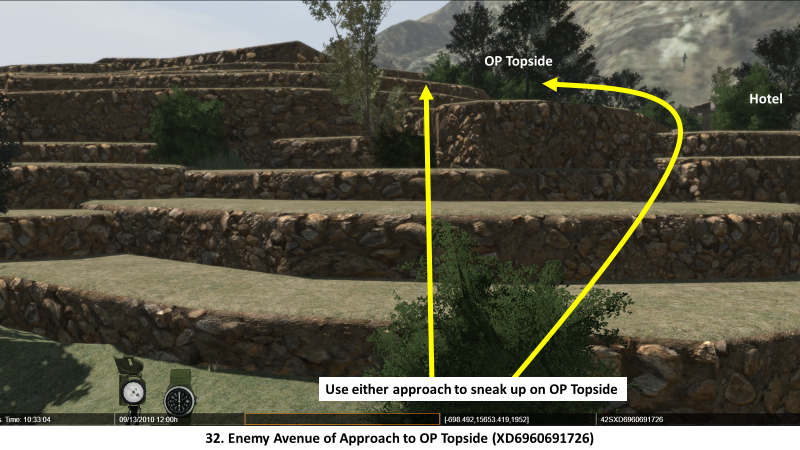 OP Topside
Hotel
Use either approach to sneak up on OP Topside
s. Time: 10:33:04
09/13/2010 12:00h
[-698.492,15653.419,1952]
42SXD6960691726
32. Enemy Avenue of Approach to OP Topside (XD6960691726)